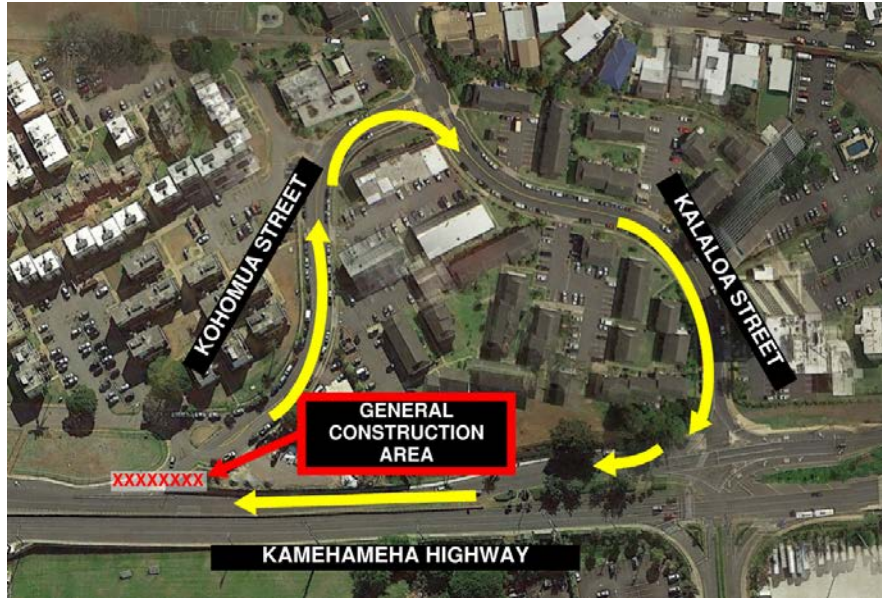 KOHOMUA STREET
KALALOA STREET
GENERAL
CONSTRUCTION
AREA
XXXXXXXX
KAMEHAMEHA HIGHWAY